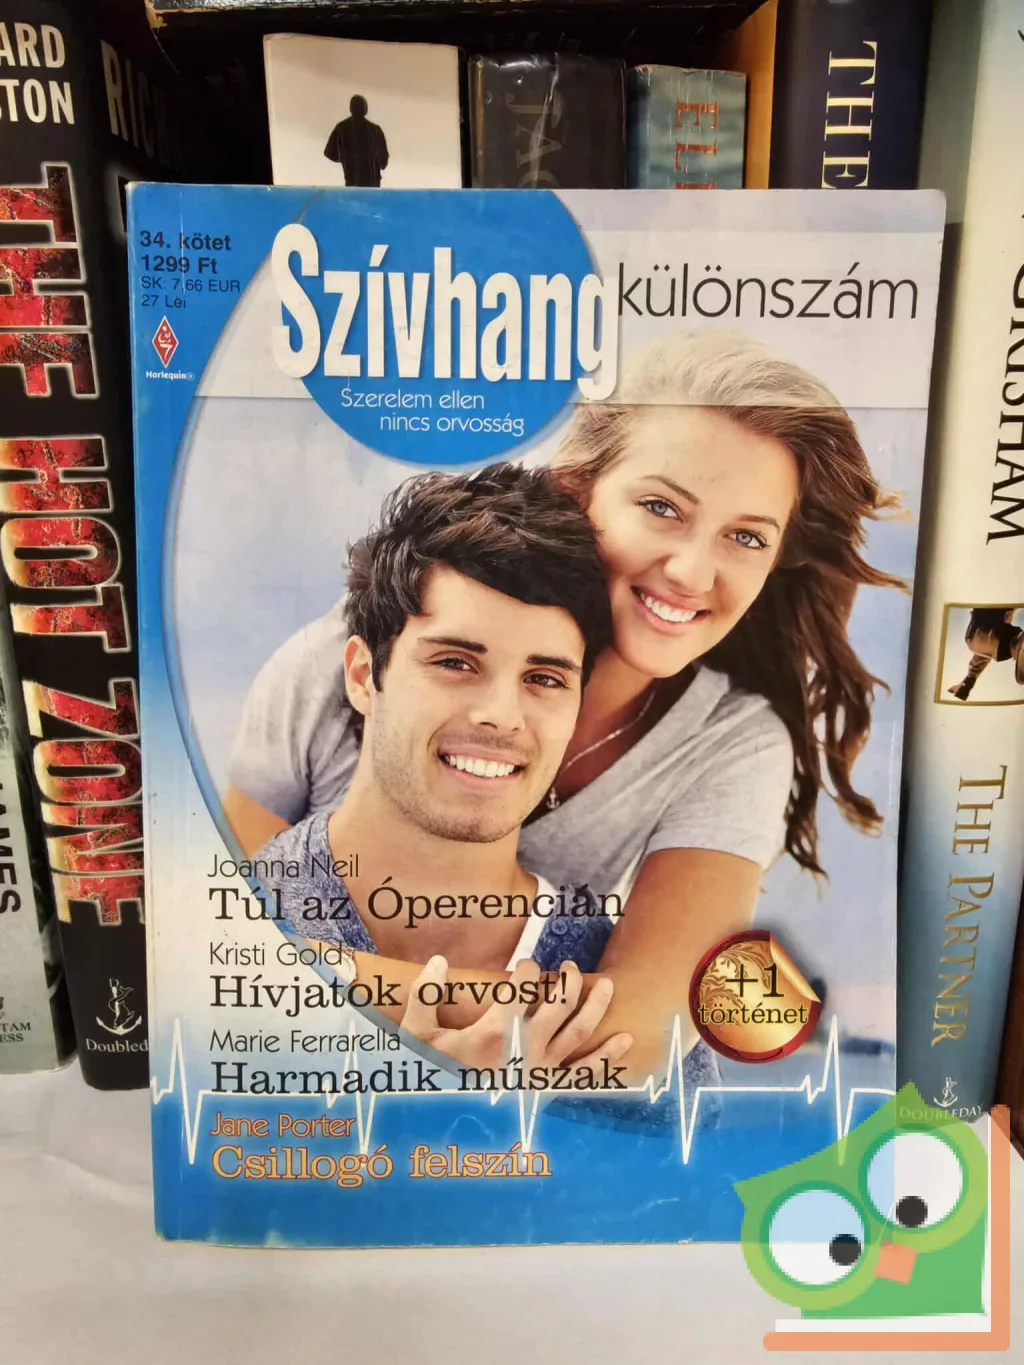 34. kötet
1299 Ft
SK: 7,66 EUR
27 Lei
Harlequin®
Szívhang
különszám
Szerelem ellen
nincs orvosság
Joanna Neil
Túl az Óperencián
Kristi Gold
Hívjatok orvost!
Marie Ferrarella
Harmadik műszak
Jane Porter
Csillogó felszín
+1
történet
THE HOT ZONE
THE
GRISHAM
THE PARTNER
DOUBLEDAY